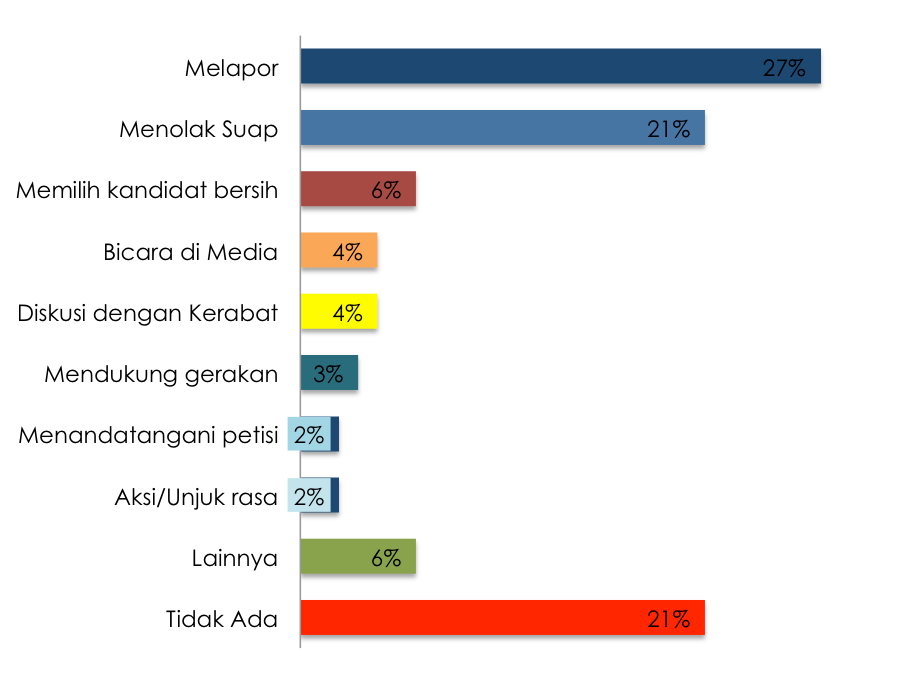 Melapor 27%
Menolak Suap 21%
Memilih kandidat bersih 6%
Bicara di Media 4%
Diskusi dengan Kerabat 4%
Mendukung gerakan 3%
Menandatangani petisi 2%
Aksi/Unjuk rasa 2%
Lainnya 6%
Tidak Ada 21%